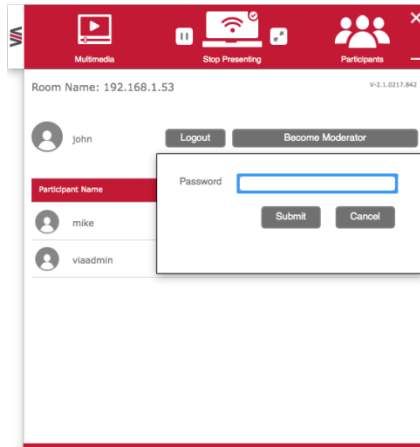 Multimedia
Stop Presenting
Participants
Room Name: 192.168.1.53
V-2.1.0217.842
john
Logout
Become Moderator
Password
Submit
Cancel
Participant Name
mike
viaadmin